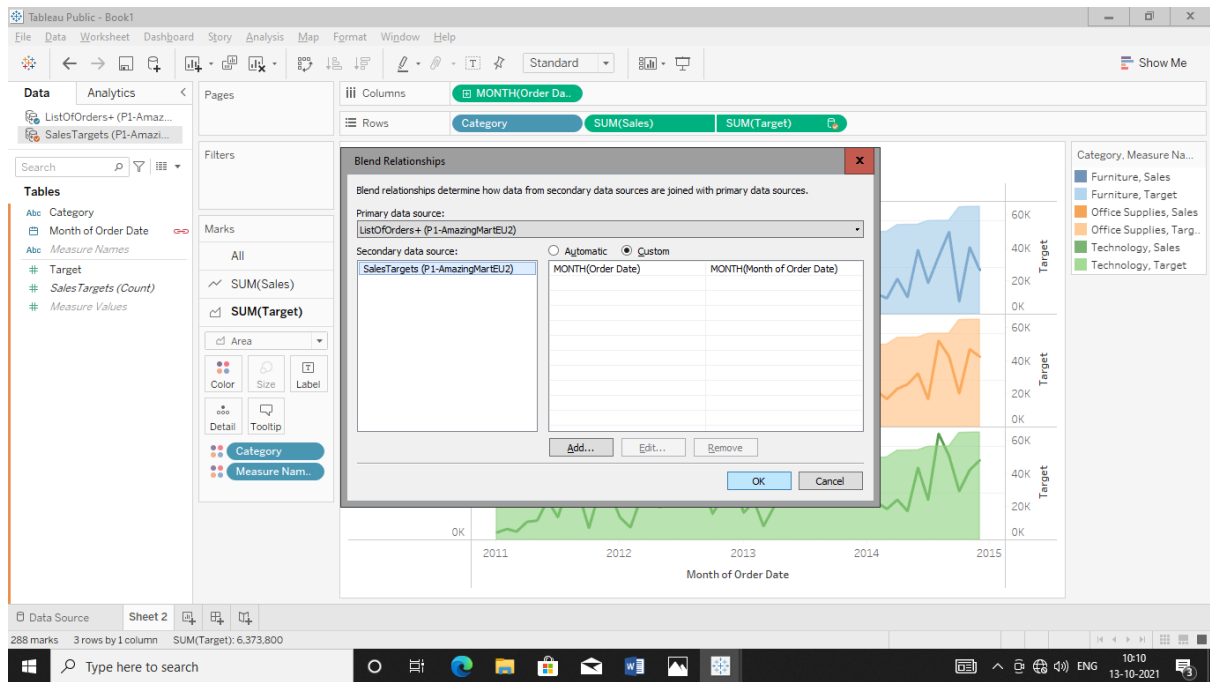 Tableau Public - Book1
File Data Worksheet Dashboard Story Analysis Map Format Window Help
Standard
Show Me
Data Analytics
Pages
iii Columns
MONTH(Order Da..
ListOfOrders+ (P1-Amaz...
SalesTargets (P1-Amazi...
Rows
Category SUM(Sales) SUM(Target)
Search
Filters
Tables
Abc Category
Month of Order Date
Abc Measure Names
# Target
# SalesTargets (Count)
# Measure Values
Marks
All
SUM(Sales)
SUM(Target)
Area
Color Size Label
Detail Tooltip
Category
Measure Nam..
Blend Relationships
x
Blend relationships determine how data from secondary data sources are joined with primary data sources.
Primary data source:
ListOfOrders+ (P1-AmazingMartEU2)
Secondary data source:
Automatic Custom
SalesTargets (P1-AmazingMartEU2)
MONTH(Order Date) MONTH(Month of Order Date)
Add... Edit... Remove
OK Cancel
60K
40K
20K
0K
Target
60K
40K
20K
0K
Target
60K
40K
20K
0K
Target
0K
2011 2012 2013 2014 2015
Month of Order Date
Category, Measure Na...
Furniture, Sales
Furniture, Target
Office Supplies, Sales
Office Supplies, Targ..
Technology, Sales
Technology, Target
Data Source Sheet 2
288 marks 3 rows by 1 column SUM(Target): 6,373,800
Type here to search
ENG
10:10
13-10-2021
3